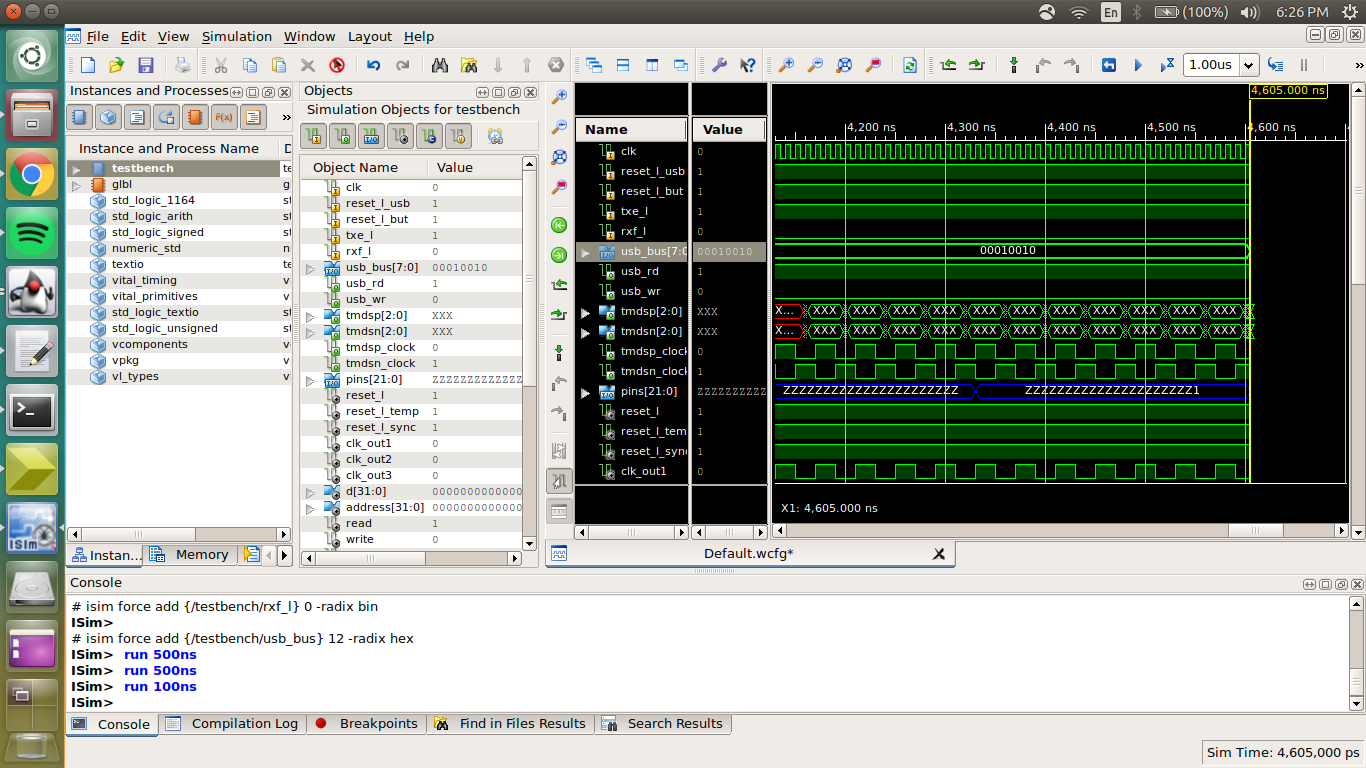 En (100%) 6:26 PM
File Edit View Simulation Window Layout Help
1.00us
Instances and Processes
Instance and Process Name D
testbench te
glbl g
std_logic_1164 st
std_logic_arith st
std_logic_signed st
numeric_std n
textio te
vital_timing vi
vital_primitives vi
std_logic_textio st
std_logic_unsigned st
vcomponents v
vpkg v
vl_types v
Instan... Memory
Objects
Simulation Objects for testbench
Object Name Value
clk 0
reset_l_usb 1
reset_l_but 1
txe_l 1
rxf_l 0
usb_bus[7:0] 00010010
usb_rd 1
usb_wr 0
tmdsp[2:0] XXX
tmdsn[2:0] XXX
tmdsp_clock 0
tmdsn_clock 1
pins[21:0] ZZZZZZZZZZZZZ
reset_l 1
reset_l_temp 1
reset_l_sync 1
clk_out1 0
clk_out2 0
clk_out3 0
d[31:0] 0000000000000
address[31:0] 0000000000000
read 1
write 0
Name Value
clk 0
reset_l_usb 1
reset_l_but 1
txe_l 1
rxf_l 0
usb_bus[7:0 00010010
usb_rd 1
usb_wr 0
tmdsp[2:0] XXX
tmdsn[2:0] XXX
tmdsp_clock 0
tmdsn_clock 1
pins[21:0] ZZZZZZZZZZZ
reset_l 1
reset_l_tem 1
reset_l_syn 1
clk_out1 0
4,605.000 ns
4,200 ns 4,300 ns 4,400 ns 4,500 ns 4,600 ns
00010010
X... XXX XXX XXX XXX XXX XXX XXX XXX XXX XXX XXX
X... XXX XXX XXX X... XXX XXX XXX XXX XXX XXX XXX
ZZZZZZZZZZZZZZZZZZZZZZ ZZZZZZZZZZZZZZZZZZZZZ1
X1: 4,605.000 ns
Default.wcfg*
Console
# isim force add {/testbench/rxf_l} 0 -radix bin
ISim>
# isim force add {/testbench/usb_bus} 12 -radix hex
ISim> run 500ns
ISim> run 500ns
ISim> run 100ns
ISim>
Console Compilation Log Breakpoints Find in Files Results Search Results
Sim Time: 4,605,000 ps
ISim